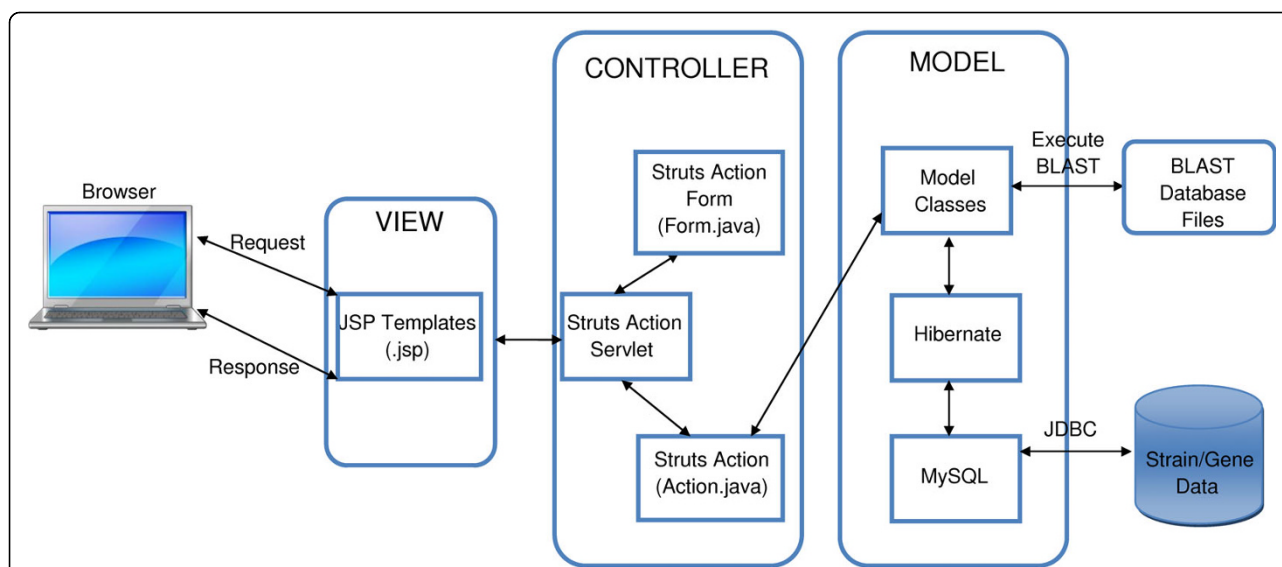 CONTROLLER
MODEL
VIEW
Browser
Request
Response
JSP Templates
(.jsp)
Struts Action
Form
(Form.java)
Struts Action
Servlet
Struts Action
(Action.java)
Model
Classes
Hibernate
MySQL
Execute
BLAST
BLAST
Database
Files
JDBC
Strain/Gene
Data